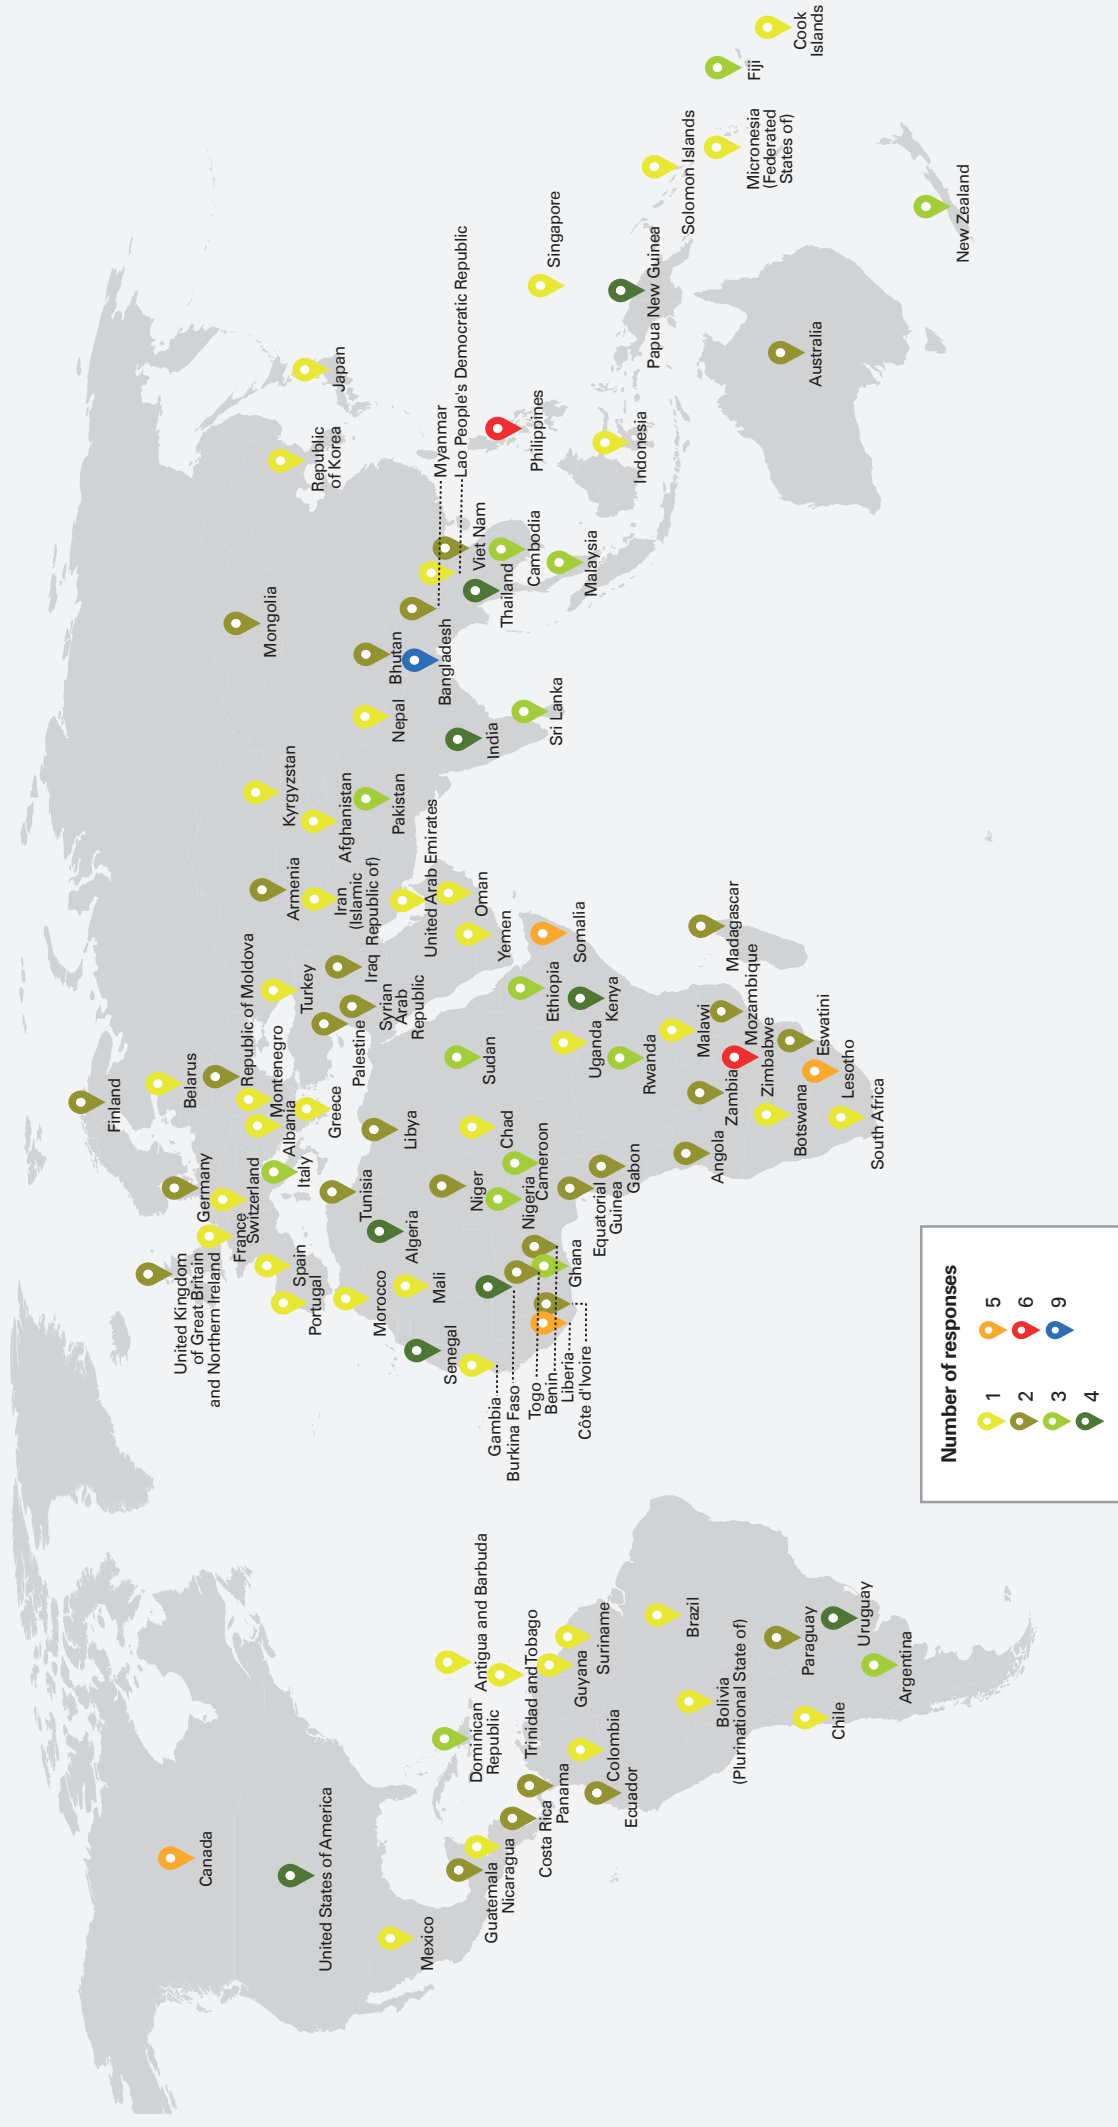 Canada
United States of America
Mexico
Guatemala
Nicaragua
Costa Rica
Panama
Dominican
Republic
Antigua and Barbuda
Trinidad and Tobago
Guyana
Suriname
Colombia
Ecuador
Brazil
Bolivia
(Plurinational State of)
Paraguay
Uruguay
Argentina
Chile
Finland
United Kingdom
of Great Britain
and Northern Ireland
Germany
Belarus
France
Switzerland
Republic of Moldova
Montenegro
Albania
Italy
Greece
Spain
Portugal
Turkey
Armenia
Kyrgyzstan
Mongolia
Republic
of Korea
Japan
Morocco
Tunisia
Algeria
Libya
Palestine
Syrian
Arab
Republic
Iraq
Iran
(Islamic
Republic of)
Afghanistan
Pakistan
Nepal
Bhutan
Bangladesh
India
Sri Lanka
United Arab Emirates
Oman
Yemen
Myanmar
Lao People's Democratic Republic
Viet Nam
Thailand
Cambodia
Malaysia
Singapore
Philippines
Indonesia
Papua New Guinea
Solomon Islands
Micronesia
(Federated
States of)
Fiji
Cook
Islands
Australia
New Zealand
Senegal
Mali
Niger
Chad
Sudan
Gambia
Burkina Faso
Togo
Benin
Liberia
Côte d'Ivoire
Ghana
Nigeria
Cameroon
Equatorial
Guinea
Gabon
Ethiopia
Somalia
Kenya
Uganda
Rwanda
Malawi
Madagascar
Mozambique
Zimbabwe
Zambia
Angola
Botswana
Eswatini
Lesotho
South Africa
Number of responses
1
2
3
4
5
6
9